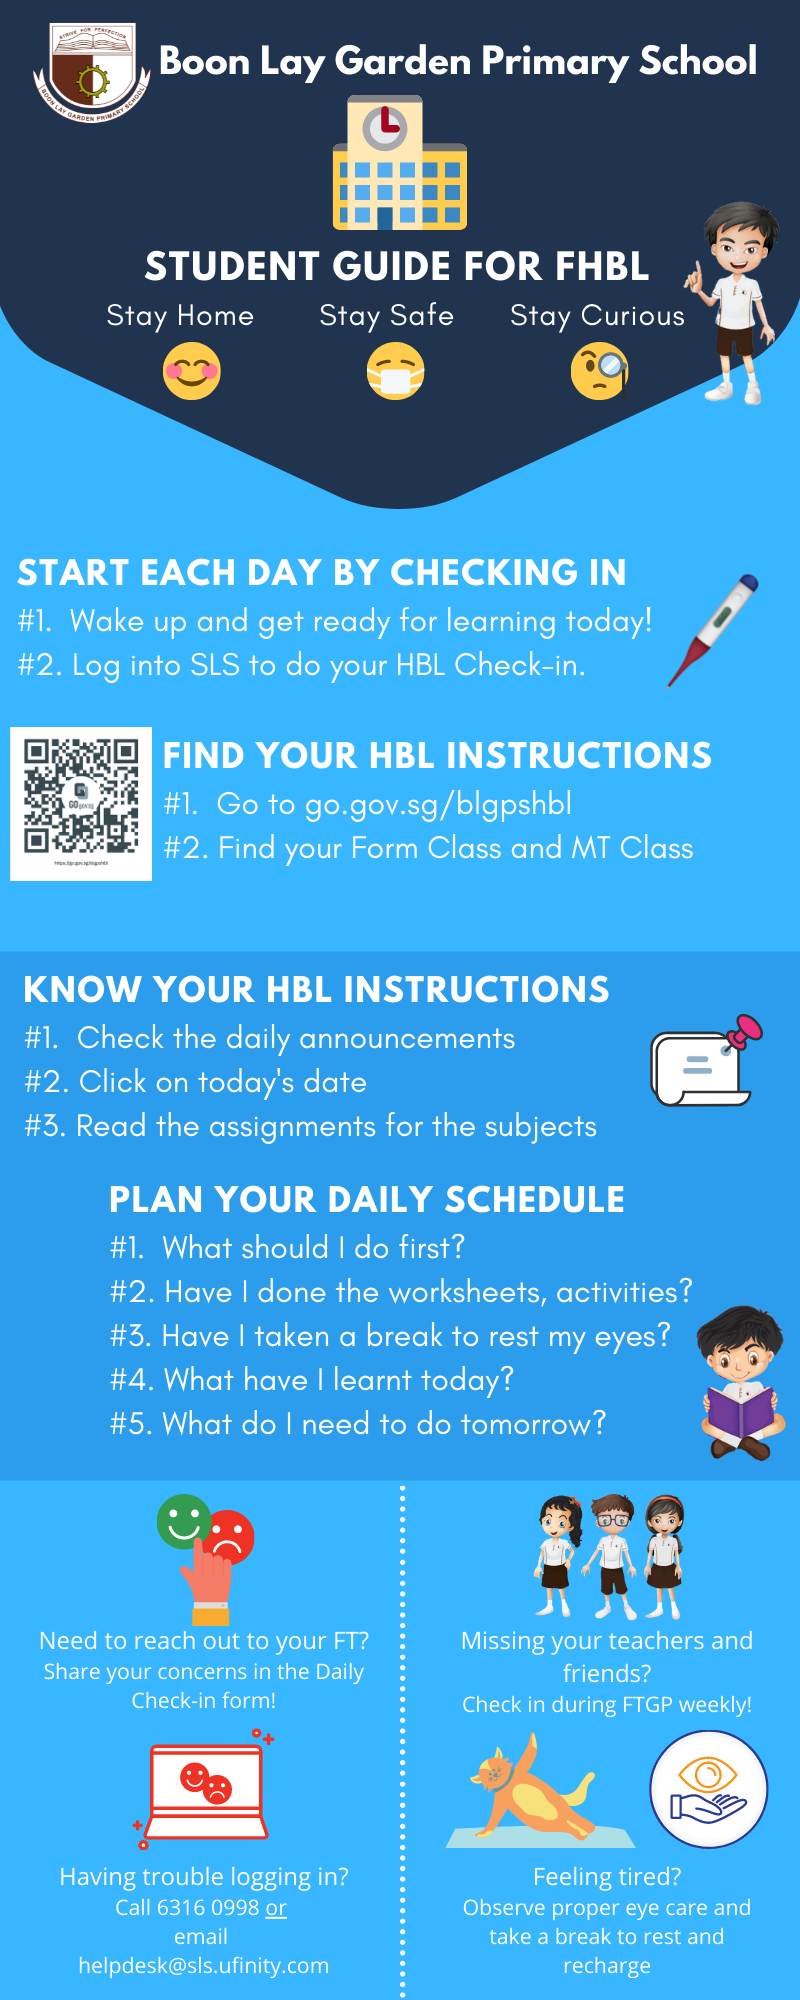 STRIVE FOR PERFECTION
BOON LAY GARDEN PRIMARY SCHOOL
Boon Lay Garden Primary School
STUDENT GUIDE FOR FHBL
Stay Home Stay Safe Stay Curious
START EACH DAY BY CHECKING IN
#1. Wake up and get ready for learning today!
#2. Log into SLS to do your HBL Check-in.
GOgov.sg
https://go.gov.sg/blgpshbl
FIND YOUR HBL INSTRUCTIONS
#1. Go to go.gov.sg/blgpshbl
#2. Find your Form Class and MT Class
KNOW YOUR HBL INSTRUCTIONS
#1. Check the daily announcements
#2. Click on today's date
#3. Read the assignments for the subjects
PLAN YOUR DAILY SCHEDULE
#1. What should I do first?
#2. Have I done the worksheets, activities?
#3. Have I taken a break to rest my eyes?
#4. What have I learnt today?
#5. What do I need to do tomorrow?
Need to reach out to your FT?
Share your concerns in the Daily
Check-in form!
Missing your teachers and
friends?
Check in during FTGP weekly!
Having trouble logging in?
Call 6316 0998 or
email
helpdesk@sls.ufinity.com
Feeling tired?
Observe proper eye care and
take a break to rest and
recharge